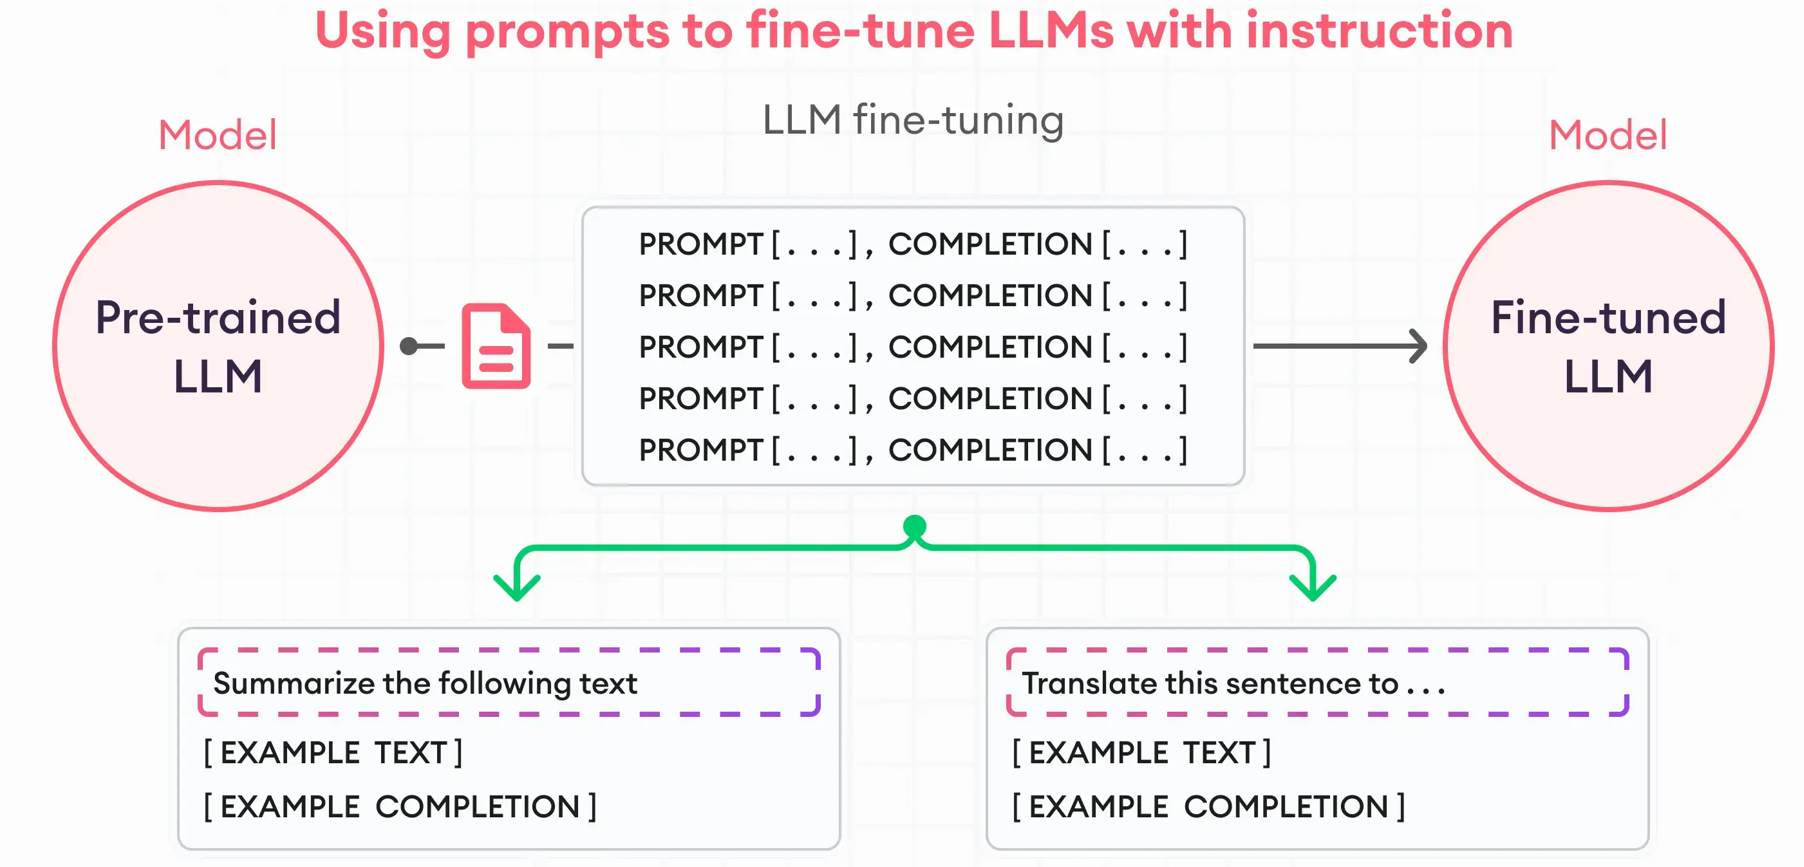 Using prompts to fine-tune LLMs with instruction
LLM fine-tuning
Model
Model
Pre-trained
LLM
PROMPT[...], COMPLETION[...]
PROMPT[...], COMPLETION[...]
PROMPT[...], COMPLETION[...]
PROMPT[...], COMPLETION[...]
PROMPT[...], COMPLETION[...]
Fine-tuned
LLM
Summarize the following text
[EXAMPLE TEXT]
[EXAMPLE COMPLETION]
Translate this sentence to...
[EXAMPLE TEXT]
[EXAMPLE COMPLETION]